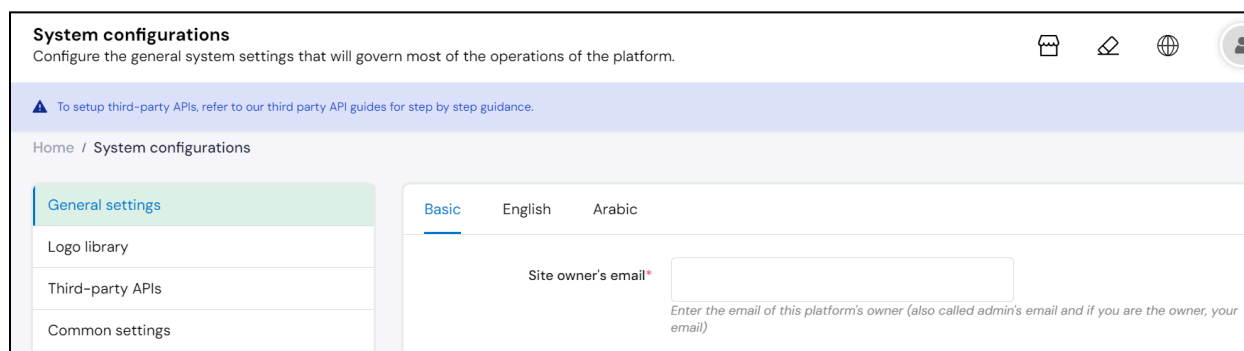 System configurations
Configure the general system settings that will govern most of the operations of the platform.
To setup third-party APIs, refer to our third party API guides for step by step guidance.
Home / System configurations
General settings
Logo library
Third-party APIs
Common settings
Basic English Arabic
Site owner's email*
Enter the email of this platform's owner (also called admin's email and if you are the owner, your
email)